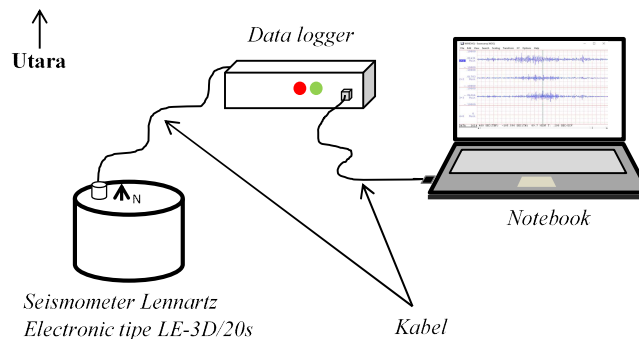 Utara
Data logger
N
Notebook
Seismometer Lennartz
Electronic tipe LE-3D/20s
Kabel